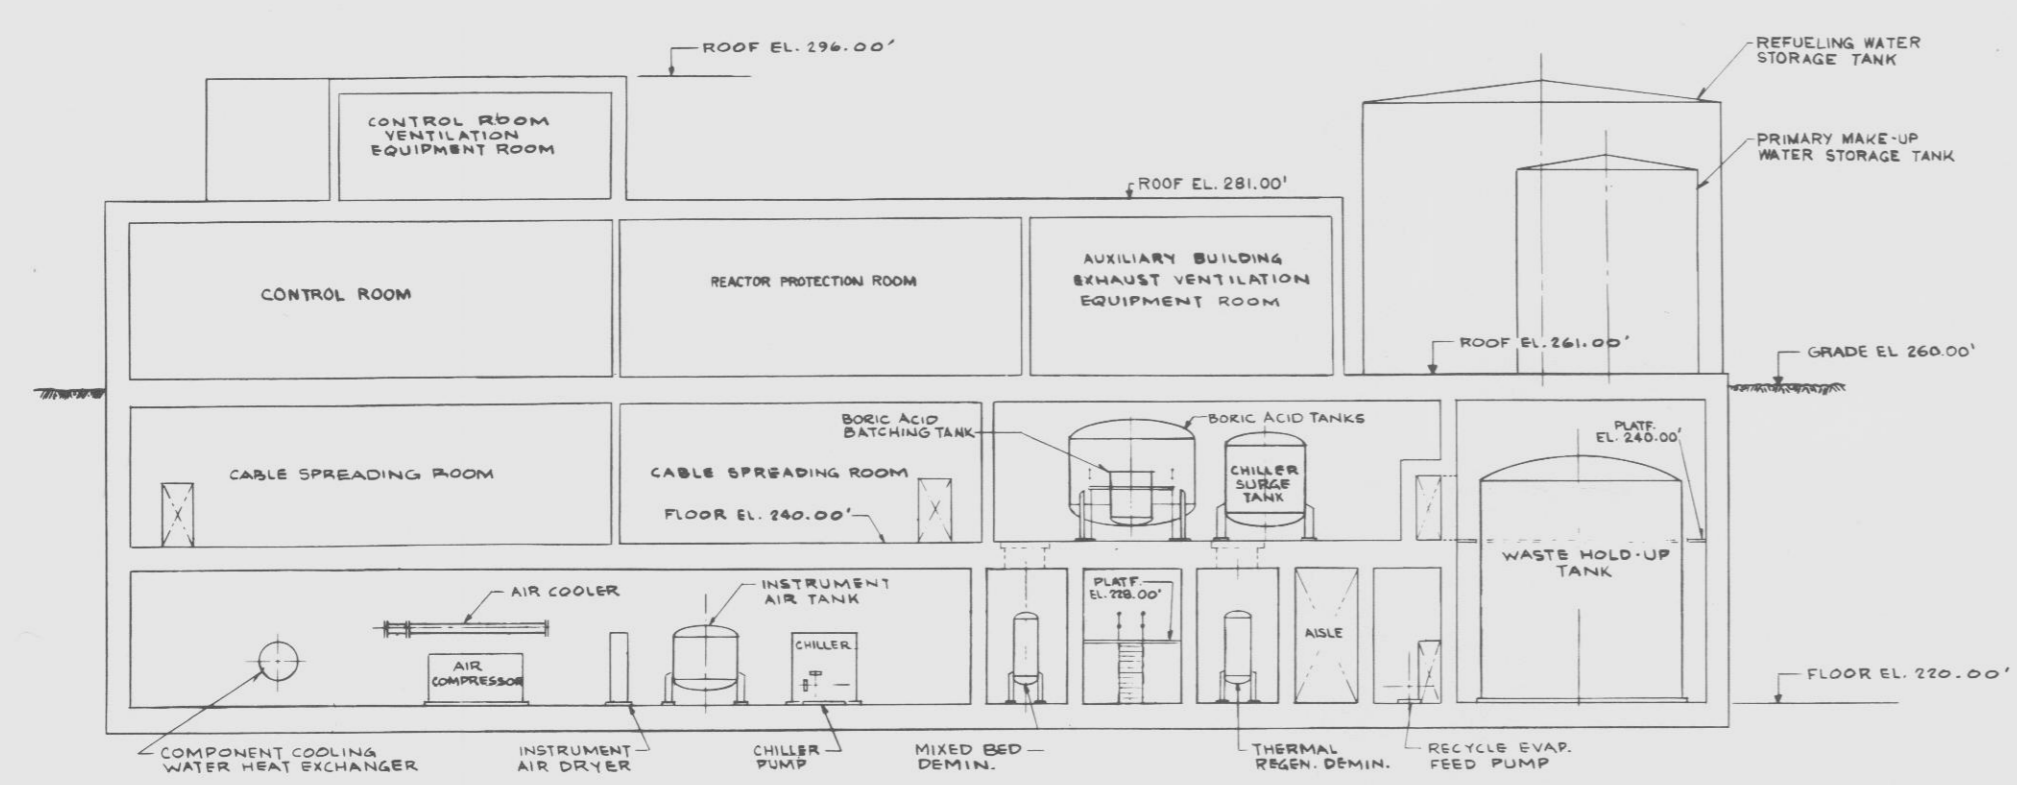 ROOF EL. 296.00'
REFUELING WATER
STORAGE TANK
CONTROL ROOM
VENTILATION
EQUIPMENT ROOM
PRIMARY MAKE-UP
WATER STORAGE TANK
ROOF EL. 281.00'
CONTROL ROOM
REACTOR PROTECTION ROOM
AUXILIARY BUILDING
EXHAUST VENTILATION
EQUIPMENT ROOM
ROOF EL. 261.00'
GRADE EL 260.00'
BORIC ACID
BATCHING TANK
BORIC ACID TANKS
PLATF.
EL. 240.00'
CABLE SPREADING ROOM
CABLE SPREADING ROOM
CHILLER
SURGE
TANK
FLOOR EL. 240.00'
WASTE HOLD-UP
TANK
AIR COOLER
INSTRUMENT
AIR TANK
PLATF.
EL. 228.00'
AISLE
CHILLER
AIR
COMPRESSOR
FLOOR EL. 220.00'
COMPONENT COOLING
WATER HEAT EXCHANGER
INSTRUMENT
AIR DRYER
CHILLER
PUMP
MIXED BED
DEMIN.
THERMAL
REGEN. DEMIN.
RECYCLE EVAP.
FEED PUMP